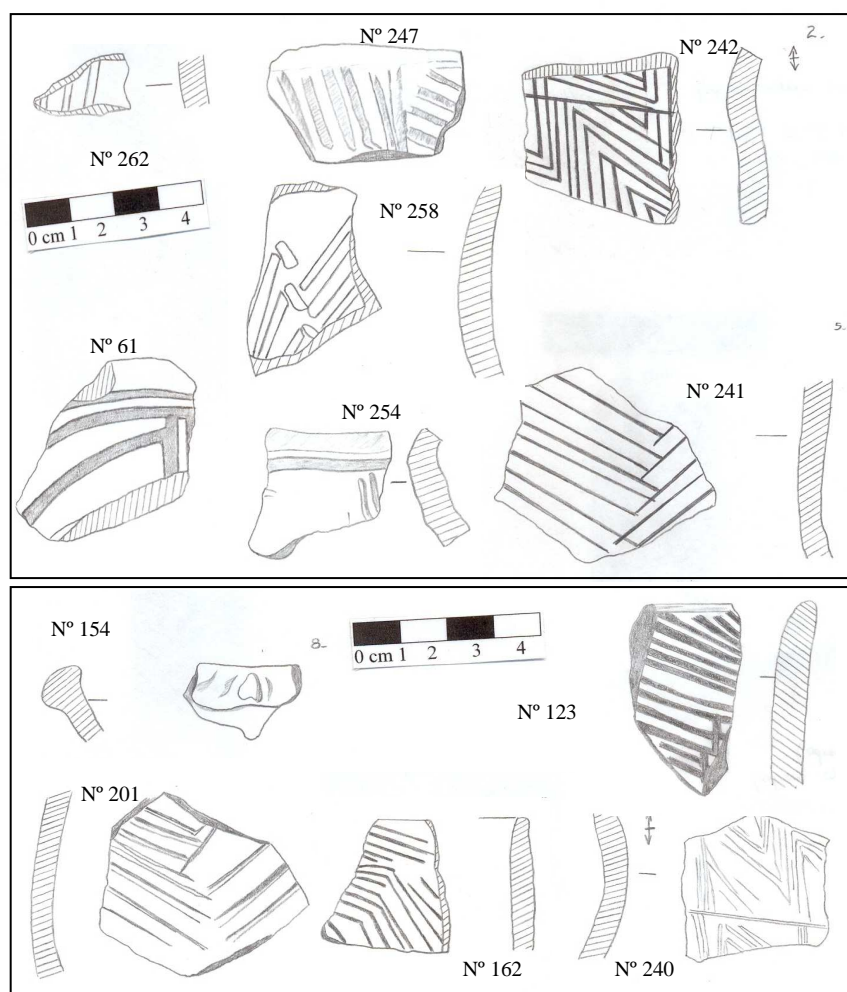 Nº 247
Nº 242
2-
Nº 262
0 cm 1 2 3 4
Nº 258
Nº 61
5-
Nº 254
Nº 241
Nº 154
8-
0 cm 1 2 3 4
Nº 123
Nº 201
Nº 162
Nº 240